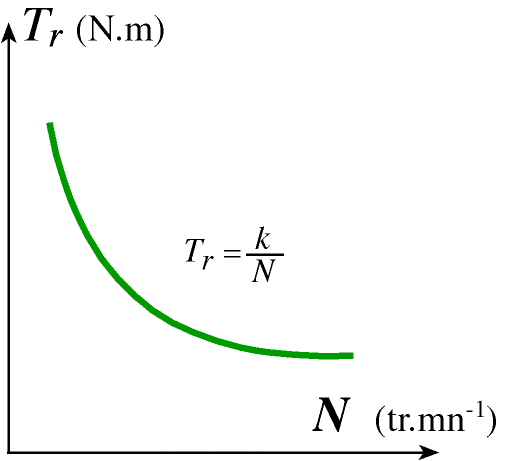 Tr (N.m)
Tr = k/N
N (tr.mn-1)